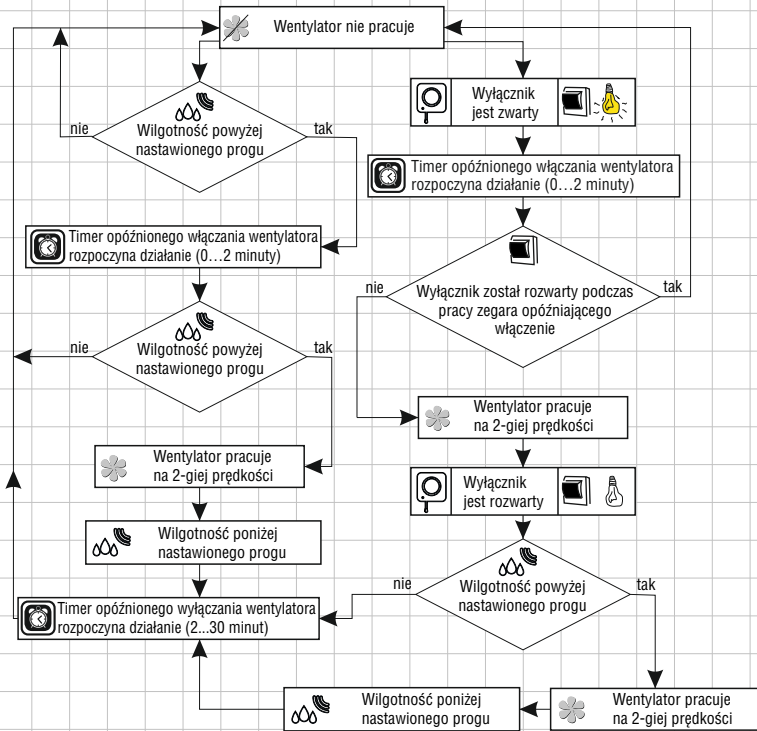 Wentylator nie pracuje
Wilgotność powyżej
nastawionego progu
nie
tak
Wyłącznik
jest zwarty
Timer opóźnionego włączania wentylatora
rozpoczyna działanie (0…2 minuty)
Timer opóźnionego włączania wentylatora
rozpoczyna działanie (0…2 minuty)
nie
tak
Wyłącznik został rozwarty podczas
pracy zegara opóźniającego
włączenie
Wilgotność powyżej
nastawionego progu
nie
tak
Wentylator pracuje
na 2-giej prędkości
Wentylator pracuje
na 2-giej prędkości
Wyłącznik
jest rozwarty
Wilgotność poniżej
nastawionego progu
nie
tak
Wilgotność powyżej
nastawionego progu
Timer opóźnionego wyłączania wentylatora
rozpoczyna działanie (2...30 minut)
Wilgotność poniżej
nastawionego progu
Wentylator pracuje
na 2-giej prędkości